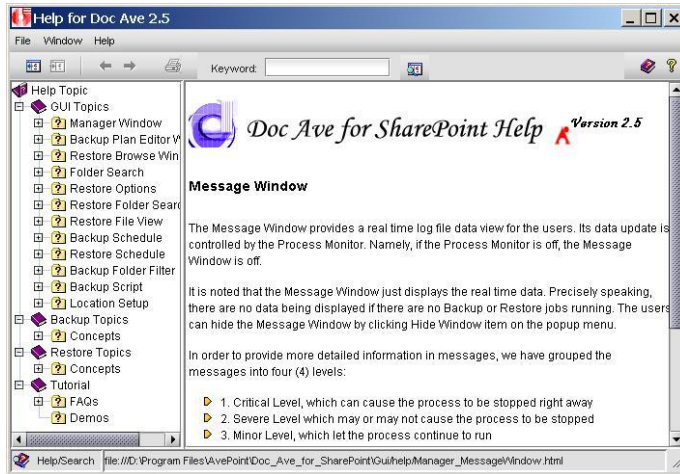 Help for Doc Ave 2.5
File Window Help
Keyword:
Help Topic
GUI Topics
Manager Window
Backup Plan Editor W
Restore Browse Win
Folder Search
Restore Options
Restore Folder Sear
Restore File View
Backup Schedule
Restore Schedule
Backup Folder Filter
Backup Script
Location Setup
Backup Topics
Concepts
Restore Topics
Concepts
Tutorial
FAQs
Demos
Doc Ave for SharePoint Help Version 2.5
Message Window
The Message Window provides a real time log file data view for the users. Its data update is
controlled by the Process Monitor. Namely, if the Process Monitor is off, the Message
Window is off.
It is noted that the Message Window just displays the real time data. Precisely speaking,
there are no data being displayed if there are no Backup or Restore jobs running. The users
can hide the Message Window by clicking Hide Window item on the popup menu.
In order to provide more detailed information in messages, we have grouped the
messages into four (4) levels:
1. Critical Level, which can cause the process to be stopped right away
2. Severe Level which may or may not cause the process to be stopped
3. Minor Level, which let the process continue to run
Help/Search file:///D:\Program Files\AvePoint\Doc_Ave_for_SharePoint\Gui/help/Manager_MessageWindow.html